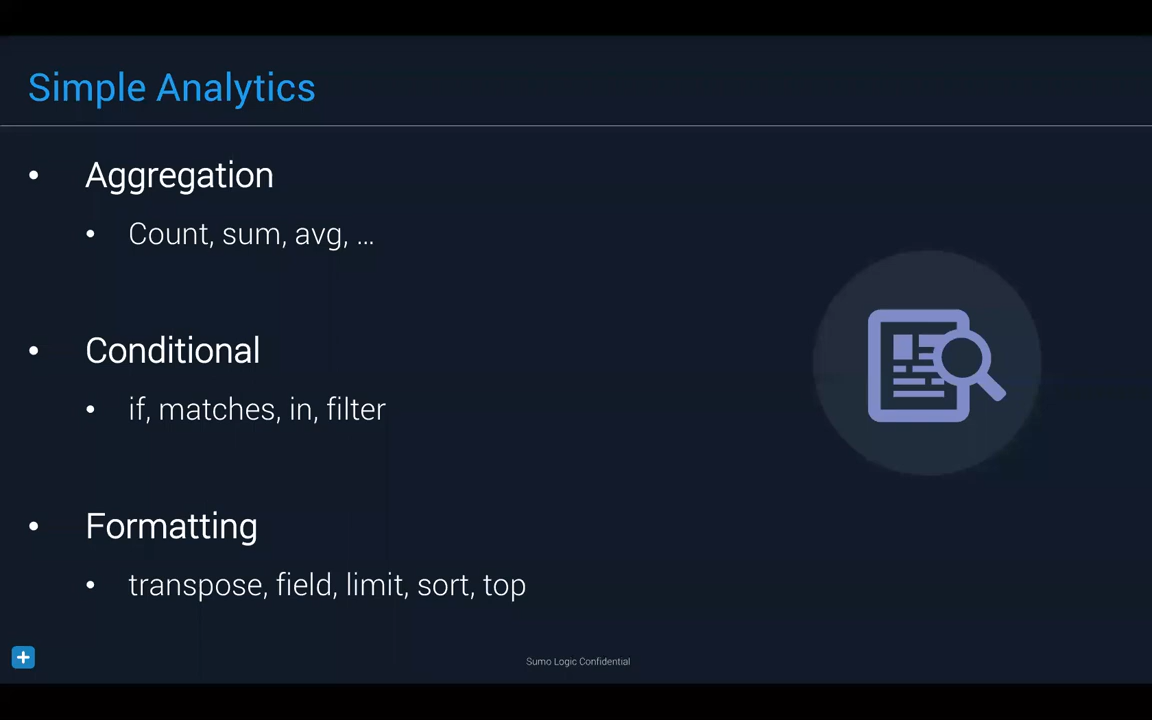 Simple Analytics
• Aggregation
• Count, sum, avg, ...
• Conditional
• if, matches, in, filter
• Formatting
• transpose, field, limit, sort, top
Sumo Logic Confidential